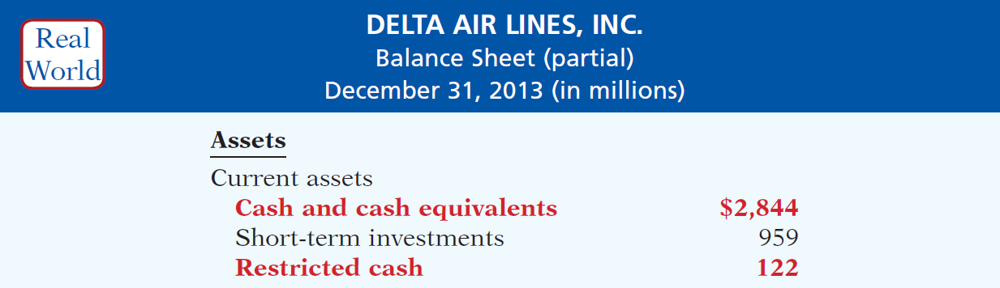 Real
World
DELTA AIR LINES, INC.
Balance Sheet (partial)
December 31, 2013 (in millions)
Assets
Current assets
Cash and cash equivalents $2,844
Short-term investments 959
Restricted cash 122